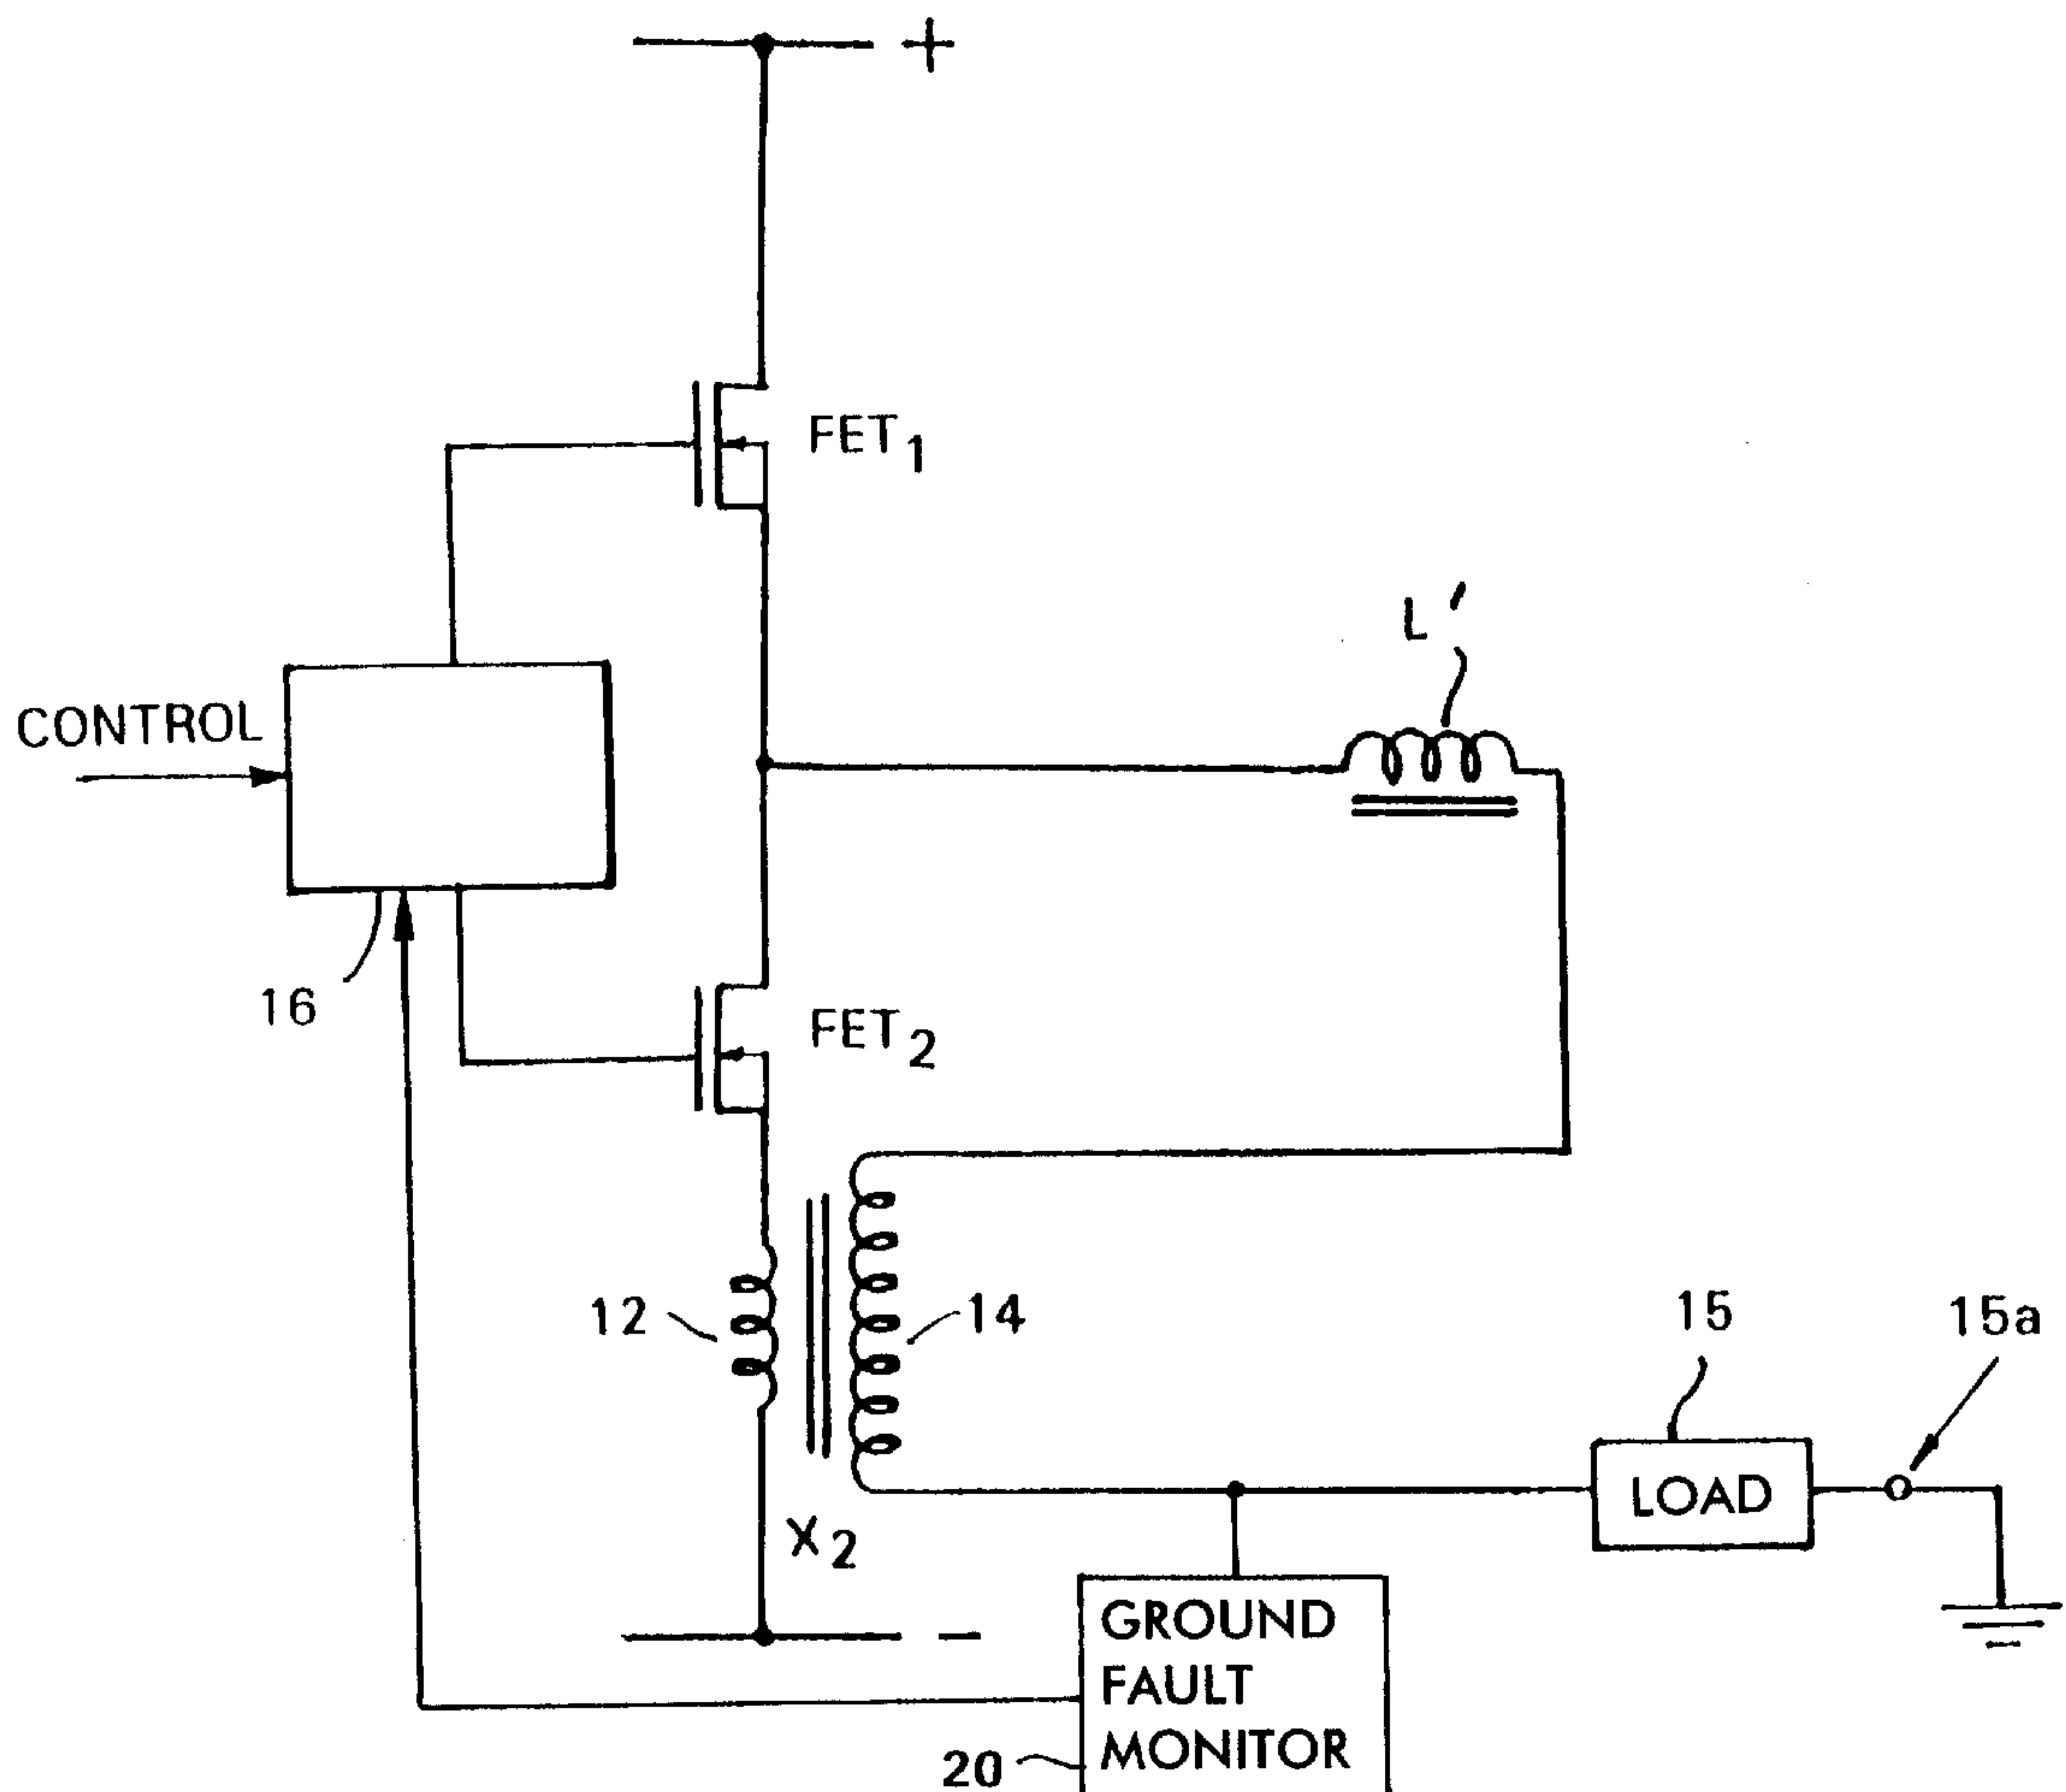 +
FET1
L'
CONTROL
16
FET2
12
14
15
15a
LOAD
X2
−
GROUND
FAULT
MONITOR
20